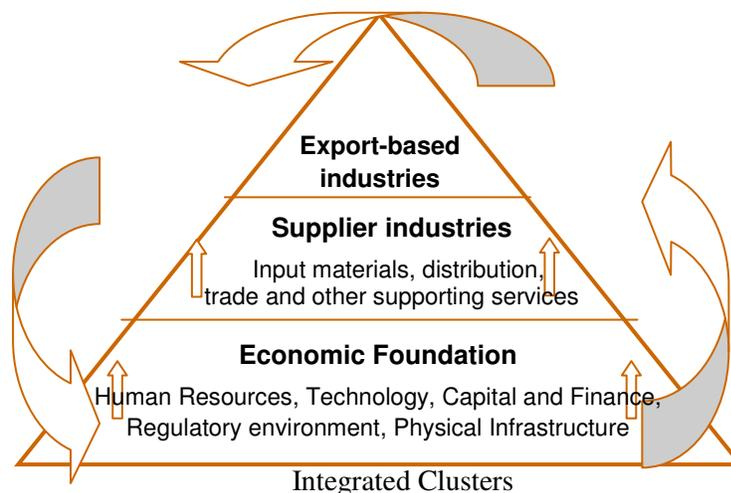 Export-based
industries
Supplier industries
Input materials, distribution,
trade and other supporting services
Economic Foundation
Human Resources, Technology, Capital and Finance,
Regulatory environment, Physical Infrastructure
Integrated Clusters